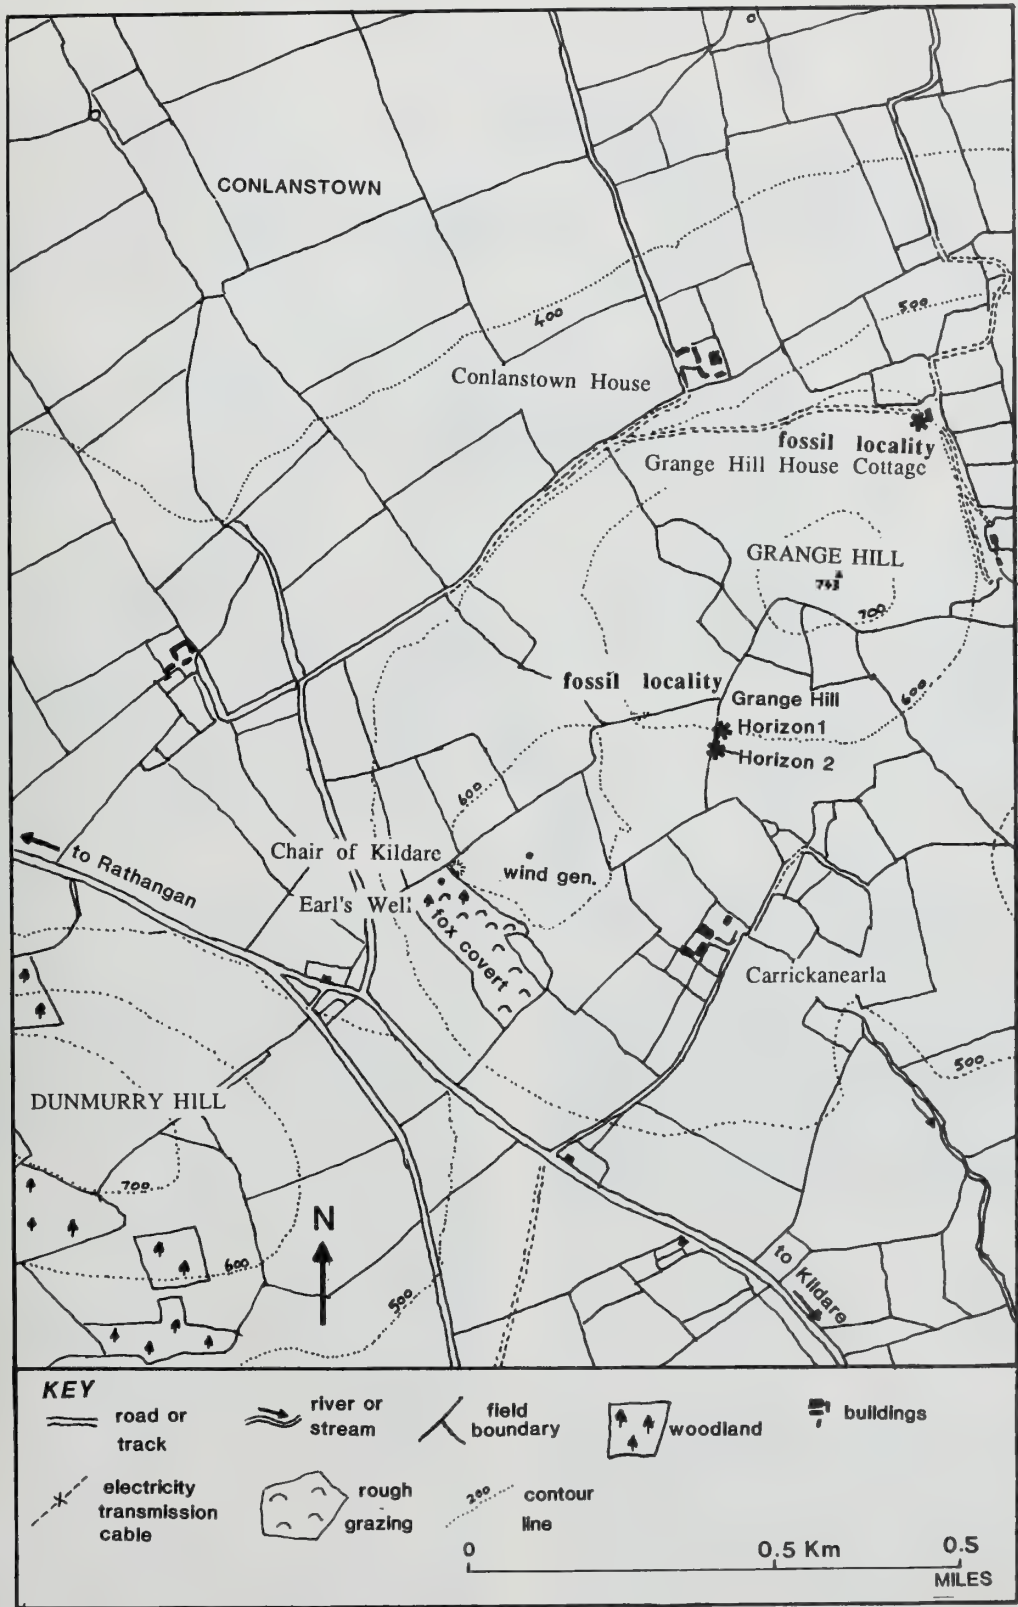 CONLANSTOWN
500
400
Conlanstown House
fossil locality
Grange Hill House Cottage
GRANGE HILL
743
700
fossil locality
Grange Hill
Horizon 1
Horizon 2
600
600
Chair of Kildare
wind gen.
to Rathangan
Earl's Well
fox covert
Carrickanearla
500
DUNMURRY HILL
700
N
600
500
to Kildare
KEY
road or
track
river or
stream
field
boundary
woodland
buildings
electricity
transmission
cable
rough
grazing
200
contour
line
0
0.5 Km
0.5
MILES